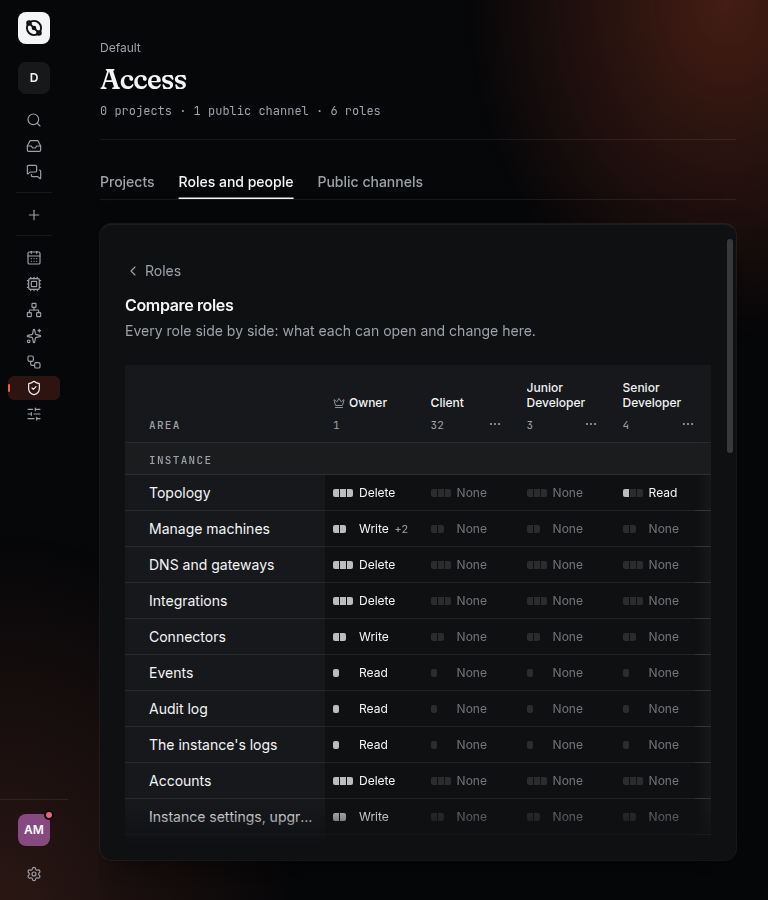 Default
D
Access
0 projects · 1 public channel · 6 roles
Projects Roles and people Public channels
Roles
Compare roles
Every role side by side: what each can open and change here.
AREA Owner 1 Client 32 ··· Junior Developer 3 ··· Senior Developer 4 ···
INSTANCE
Topology Delete None None Read
Manage machines Write +2 None None None
DNS and gateways Delete None None None
Integrations Delete None None None
Connectors Write None None None
Events Read None None None
Audit log Read None None None
The instance's logs Read None None None
Accounts Delete None None None
Instance settings, upgr... Write None None None
AM